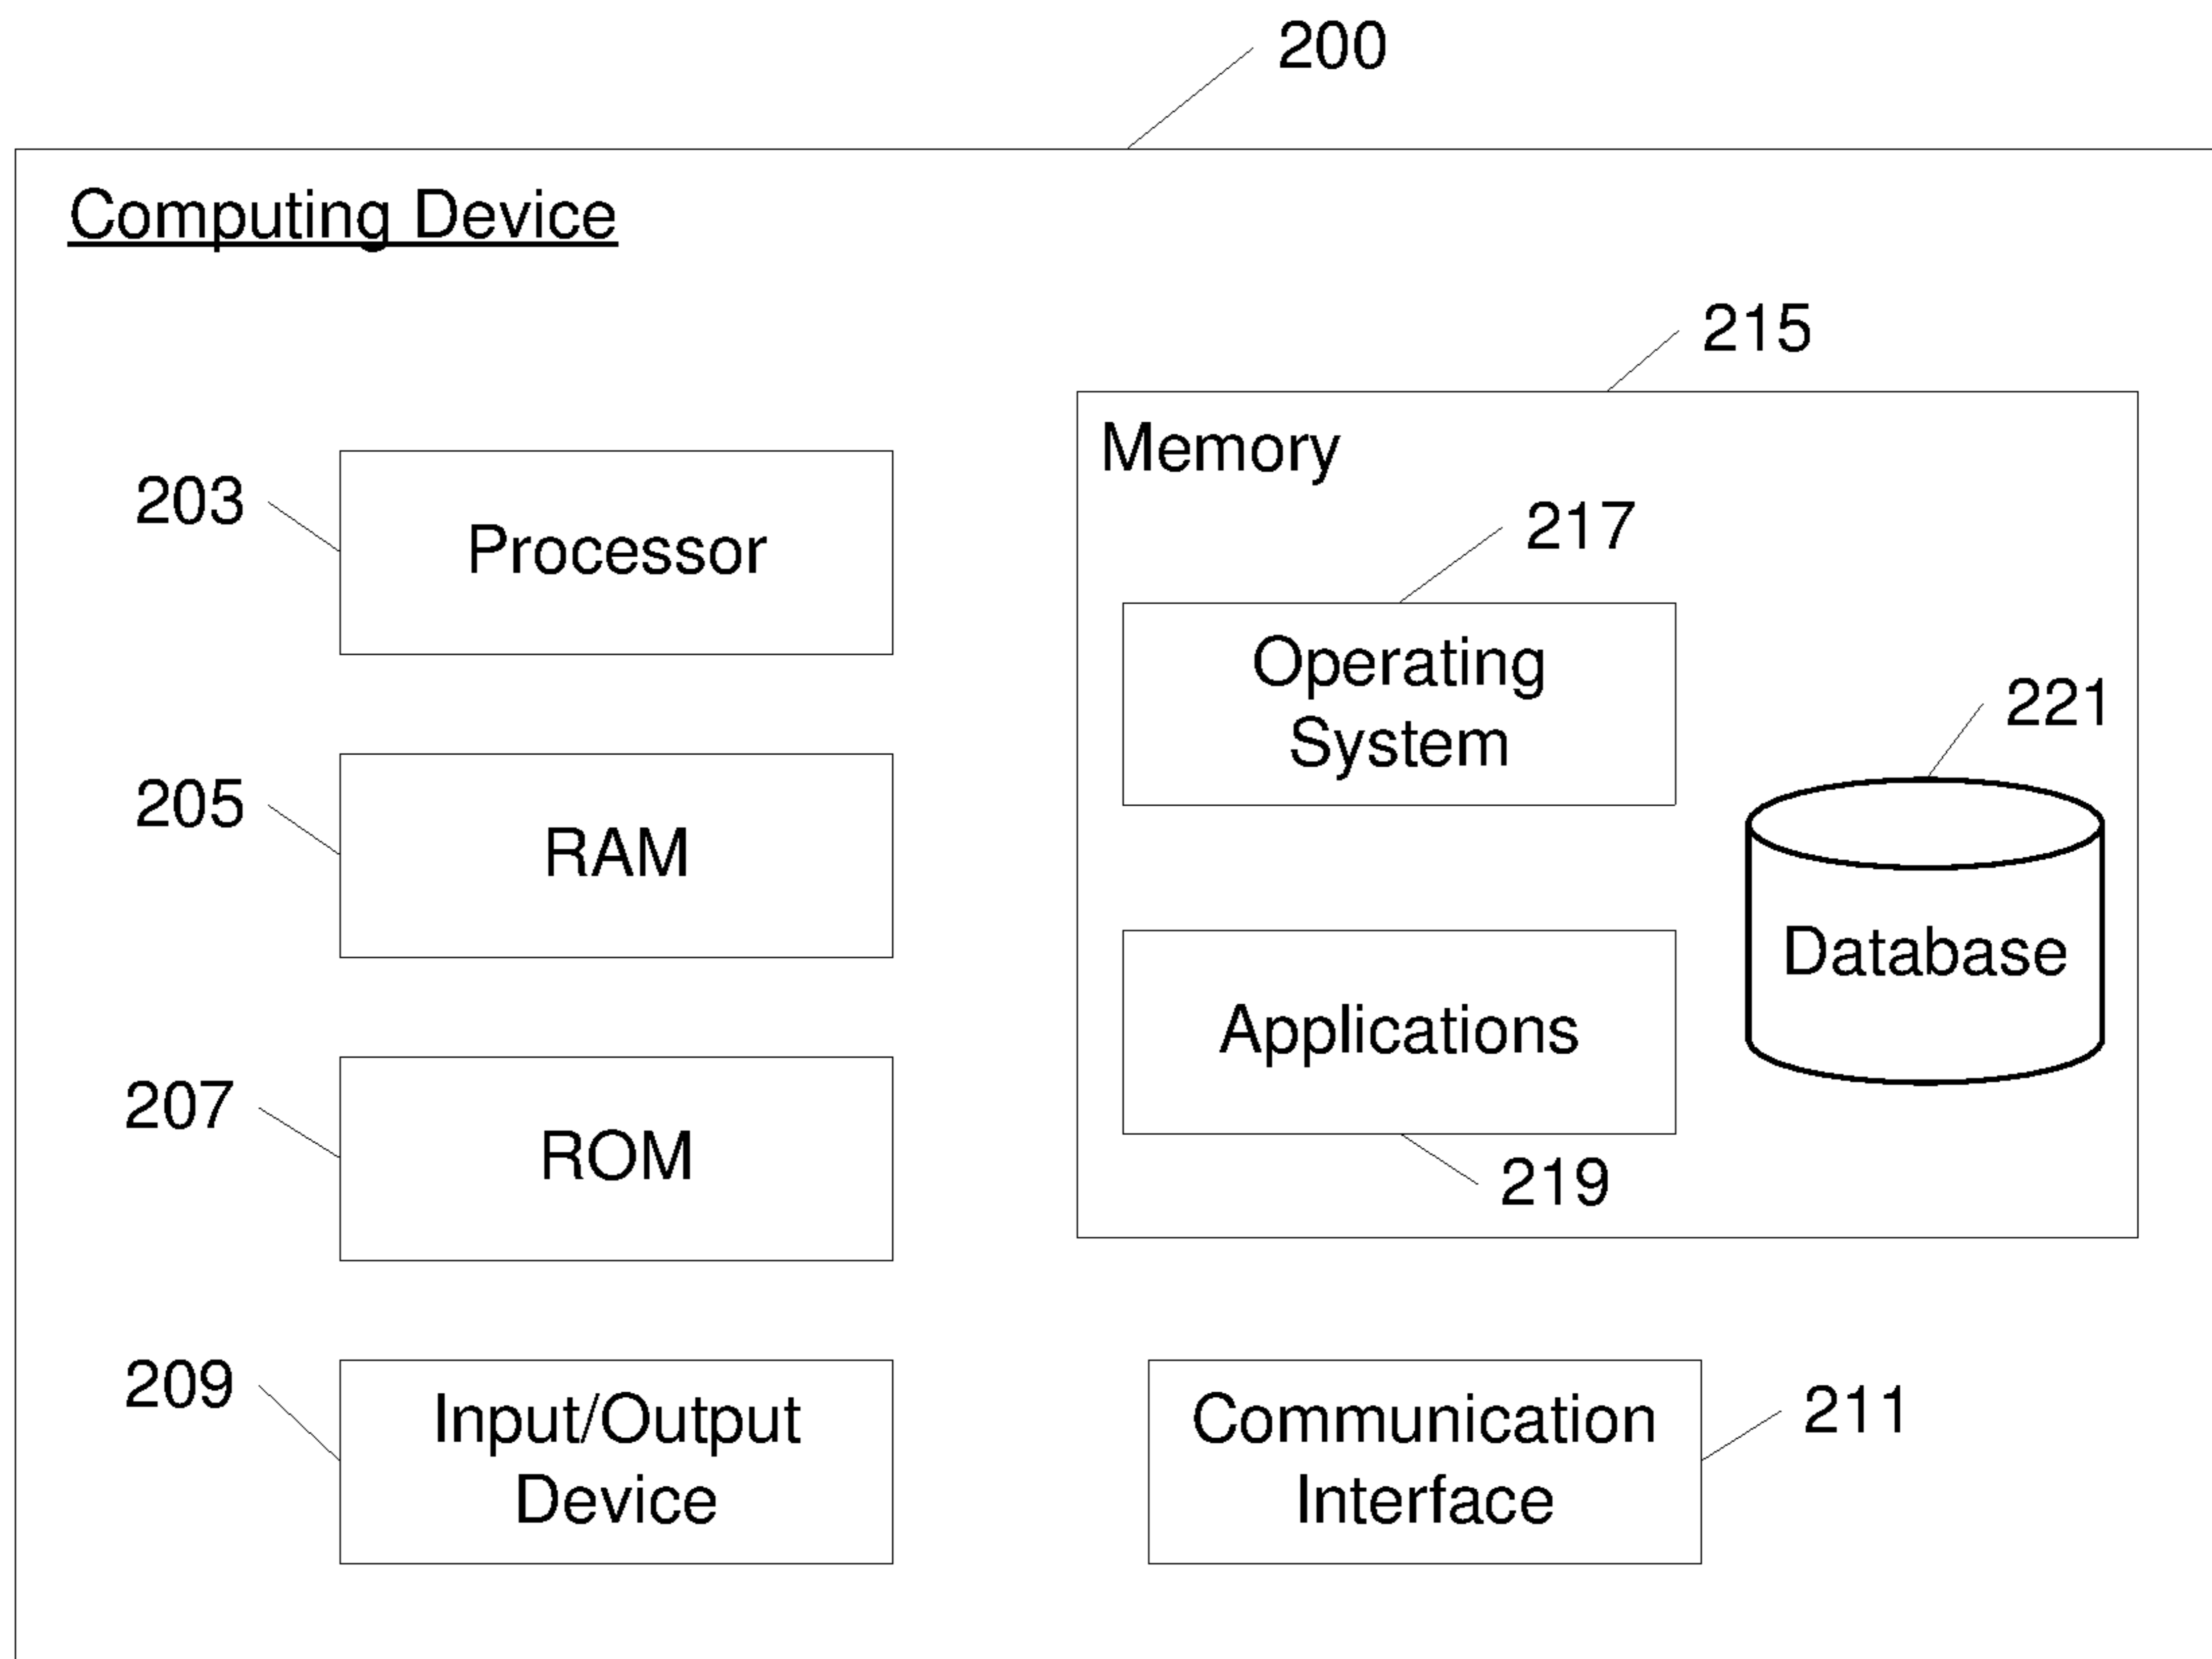 200
Computing Device
215
Memory
203
Processor
217
Operating
System
221
205
RAM
Database
Applications
219
207
ROM
209
Input/Output
Device
Communication
Interface
211